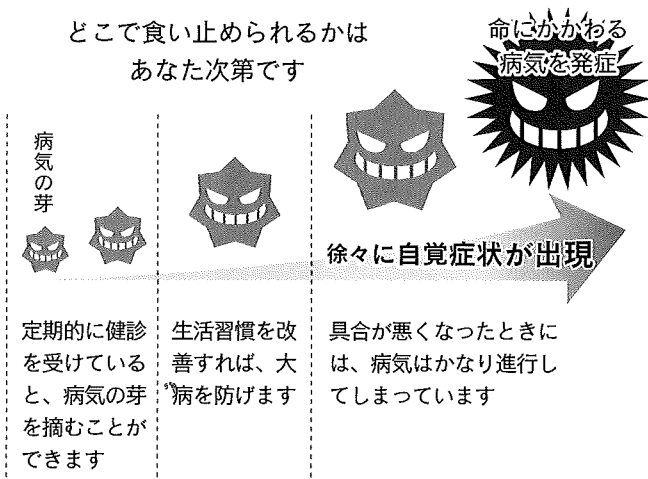 どこで食い止められるかは
あなた次第です
命にかかわる
病気を発症
病気の芽
徐々に自覚症状が出現
定期的に健診
を受けている
と、病気の芽
を摘むことが
できます
生活習慣を改
善すれば、大
病を防げます
具合が悪くなったときに
は、病気はかなり進行し
てしまっています